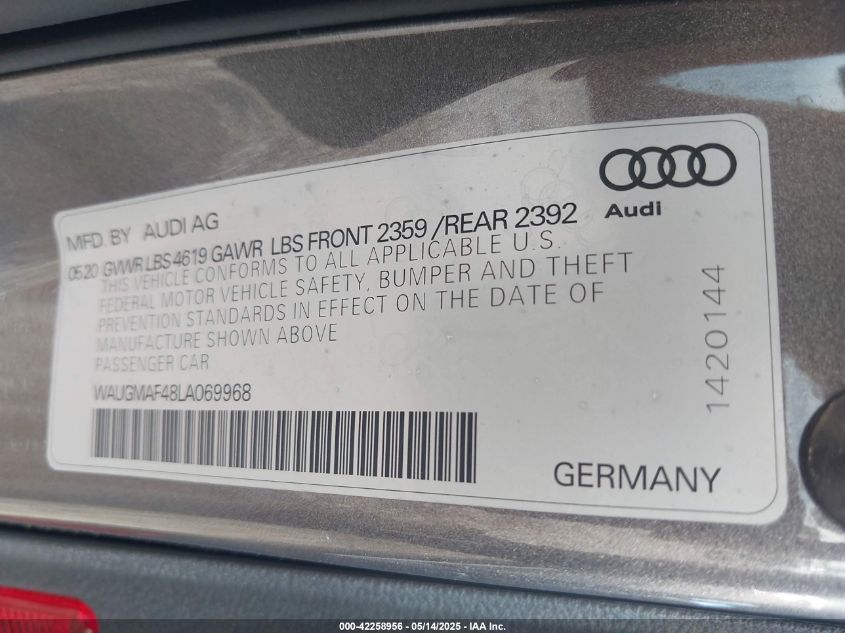 Audi
MFD. BY AUDI AG
05.20 GVWR LBS 4619 GAWR LBS FRONT 2359 /REAR 2392
THIS VEHICLE CONFORMS TO ALL APPLICABLE U.S.
FEDERAL MOTOR VEHICLE SAFETY, BUMPER AND THEFT
PREVENTION STANDARDS IN EFFECT ON THE DATE OF
MANUFACTURE SHOWN ABOVE
PASSENGER CAR
WAUGMAF48LA069968
1420144
GERMANY
000-42258956 - 05/14/2025 - IAA Inc.